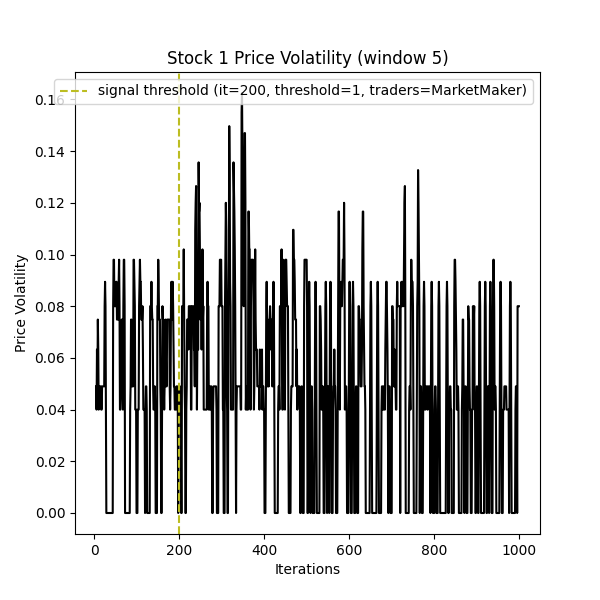 Stock 1 Price Volatility (window 5)
signal threshold (it=200, threshold=1, traders=MarketMaker)
0.16
0.14
0.12
0.10
0.08
0.06
0.04
0.02
0.00
Price Volatility
0 200 400 600 800 1000
Iterations